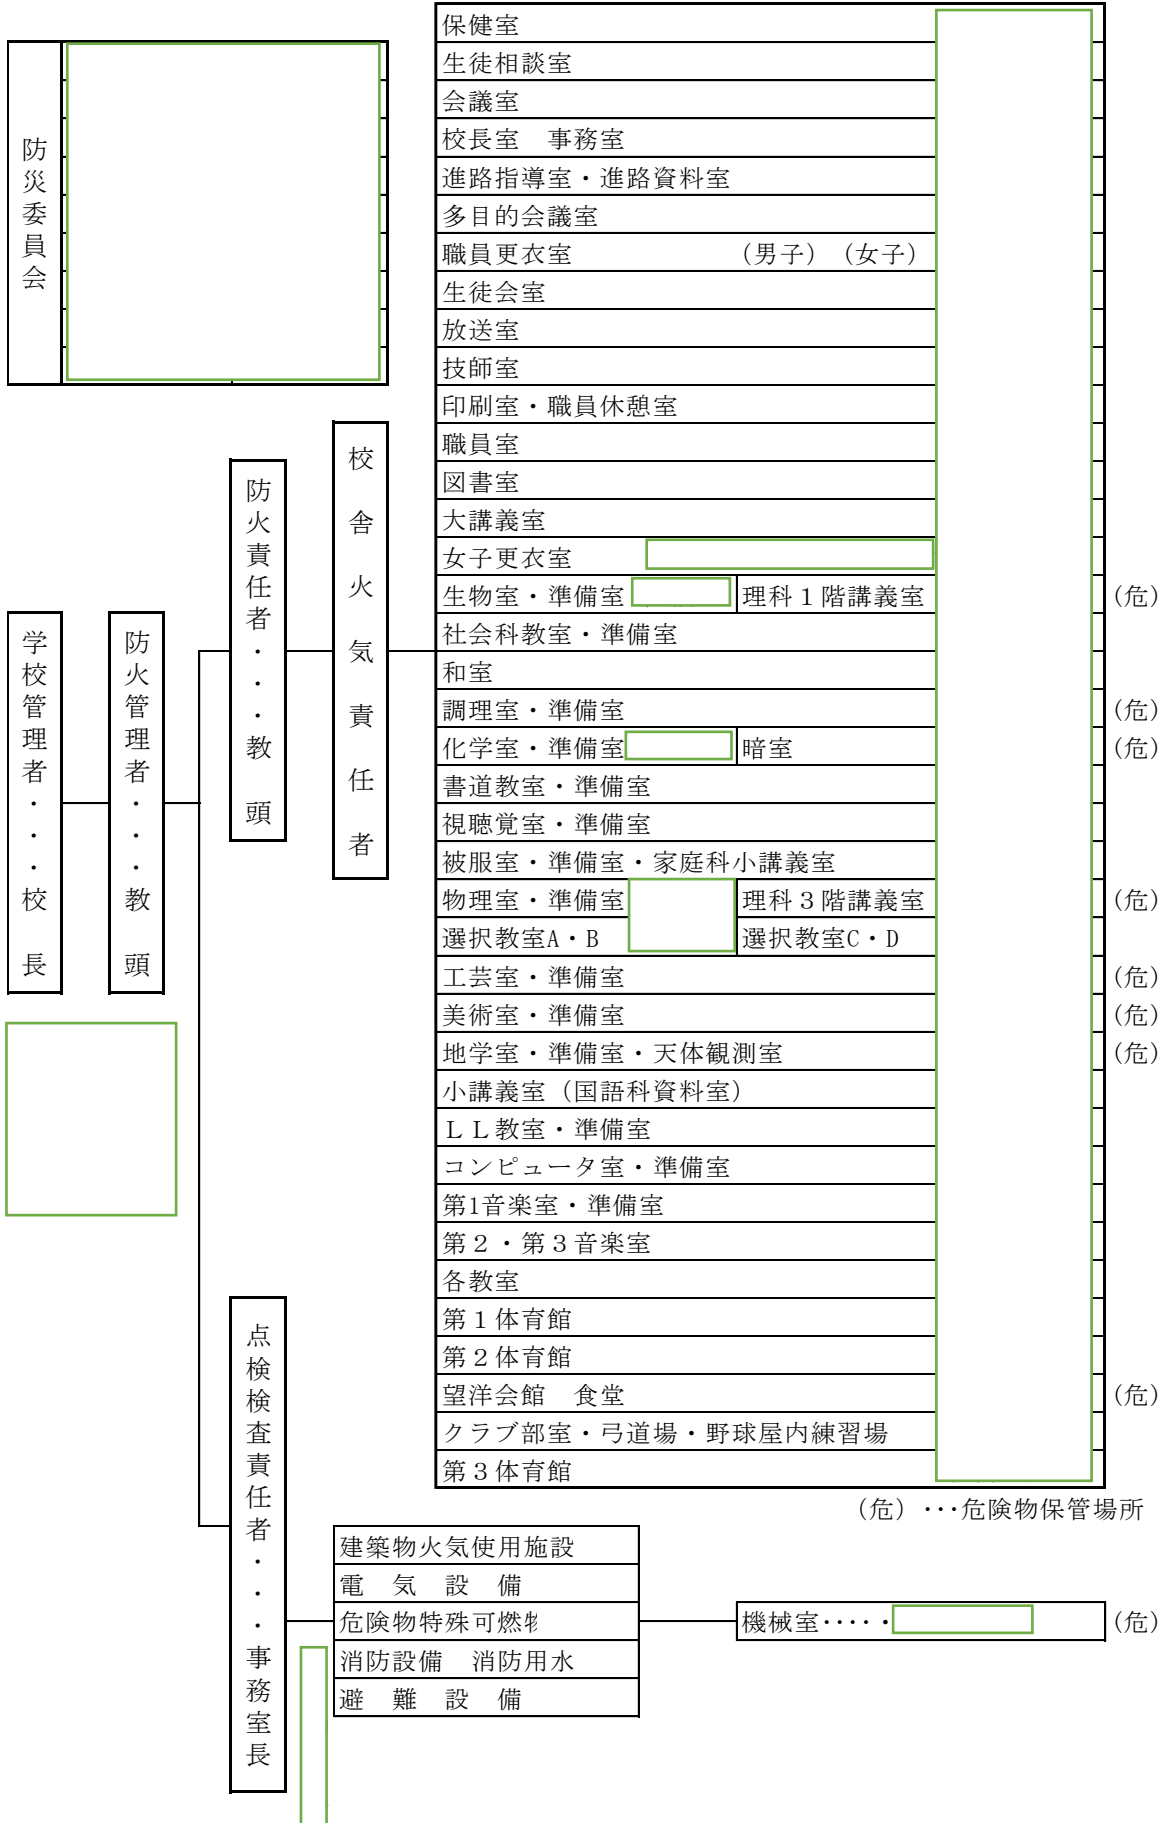 防災委員会
学校管理者・・・校長
防火管理者・・・教頭
防火責任者・・・教頭
校舎火気責任者
保健室
生徒相談室
会議室
校長室　事務室
進路指導室・進路資料室
多目的会議室
職員更衣室　（男子）（女子）
生徒会室
放送室
技師室
印刷室・職員休憩室
職員室
図書室
大講義室
女子更衣室
生物室・準備室　理科１階講義室　（危）
社会科教室・準備室
和室
調理室・準備室　（危）
化学室・準備室　暗室　（危）
書道教室・準備室
視聴覚室・準備室
被服室・準備室・家庭科小講義室
物理室・準備室　理科３階講義室　（危）
選択教室A・B　選択教室C・D
工芸室・準備室　（危）
美術室・準備室　（危）
地学室・準備室・天体観測室　（危）
小講義室（国語科資料室）
ＬＬ教室・準備室
コンピュータ室・準備室
第1音楽室・準備室
第２・第３音楽室
各教室
第１体育館
第２体育館
望洋会館　食堂　（危）
クラブ部室・弓道場・野球屋内練習場
第３体育館
（危）・・・危険物保管場所
点検検査責任者・・・事務室長
建築物火気使用施設
電　気　設　備
危険物特殊可燃物
消防設備　消防用水
避　難　設　備
機械室・・・・・　（危）